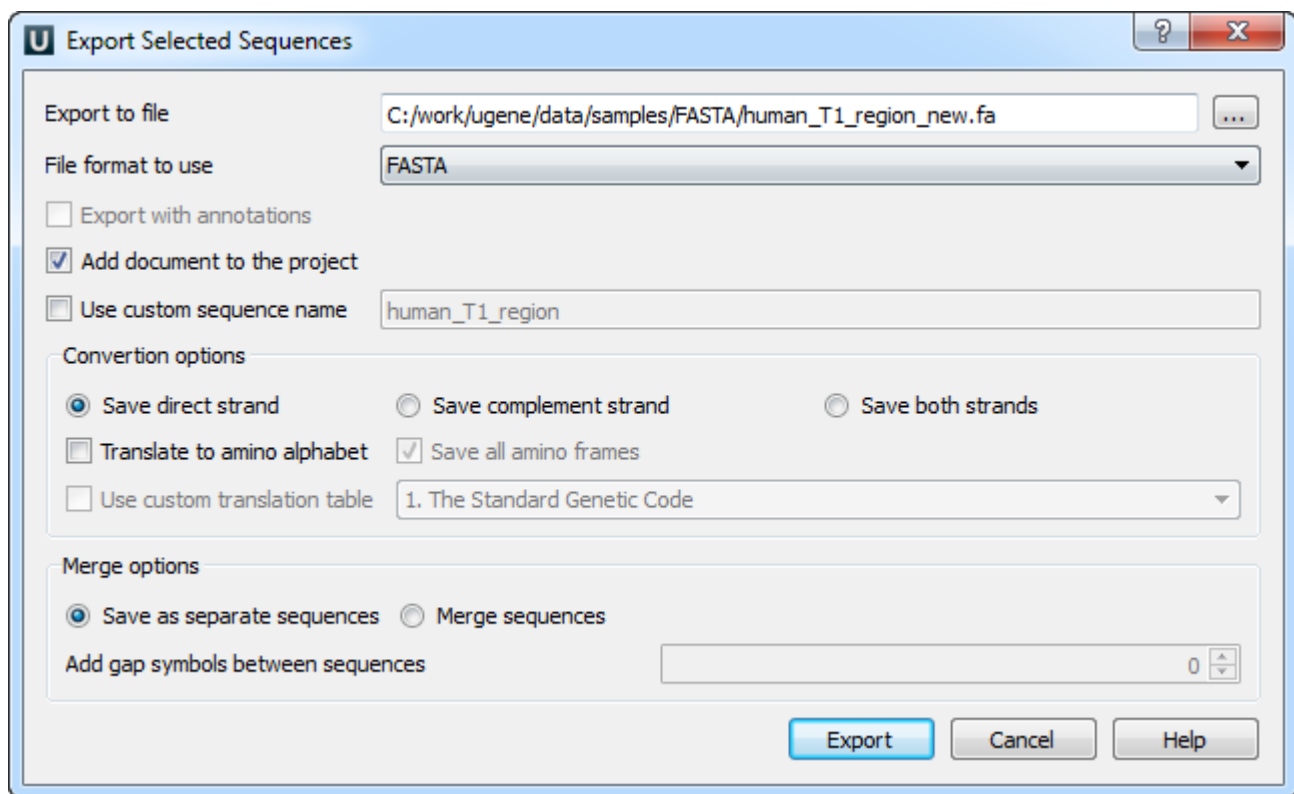 U Export Selected Sequences ?
Export to file C:/work/ugene/data/samples/FASTA/human_T1_region_new.fa ...
File format to use FASTA
Export with annotations
Add document to the project
Use custom sequence name human_T1_region
Convertion options
Save direct strand Save complement strand Save both strands
Translate to amino alphabet Save all amino frames
Use custom translation table 1. The Standard Genetic Code
Merge options
Save as separate sequences Merge sequences
Add gap symbols between sequences 0
Export Cancel Help